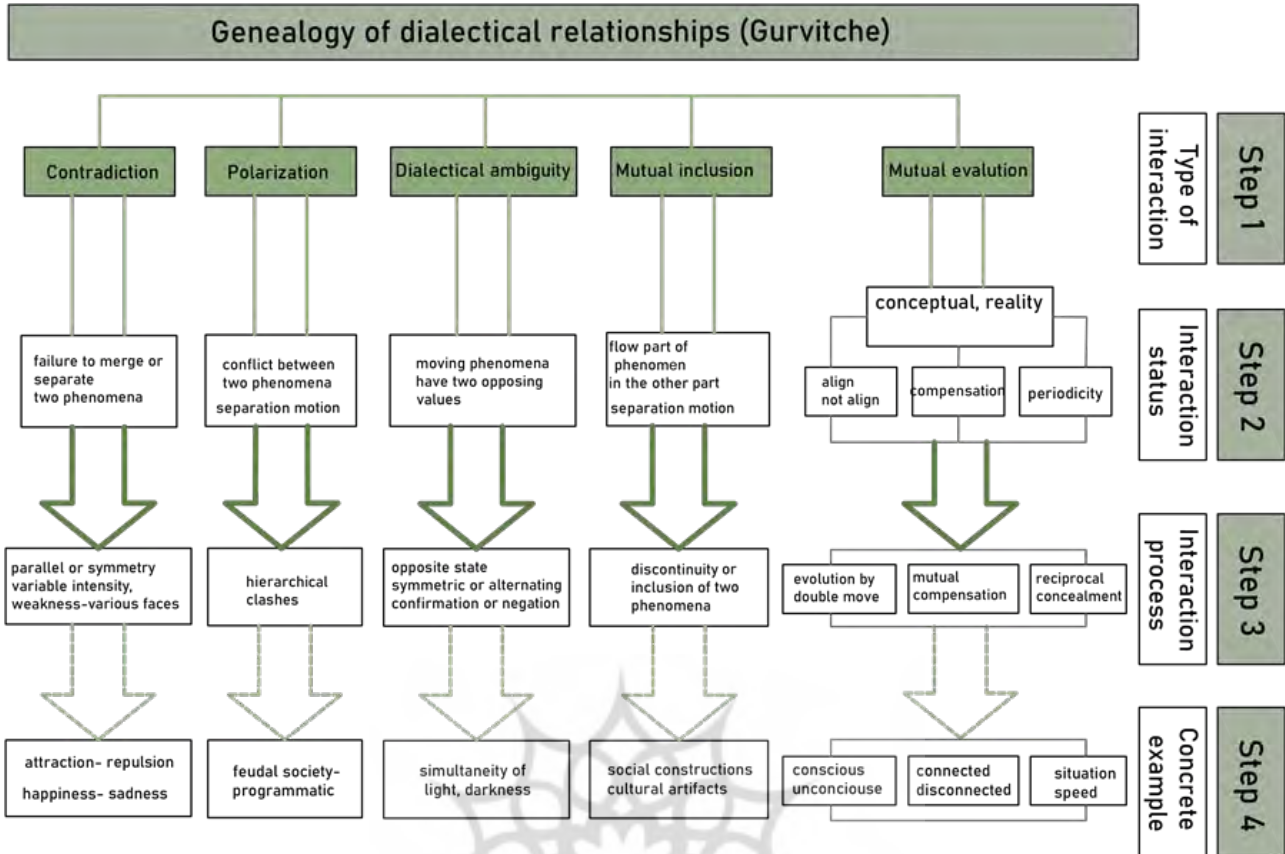 Genealogy of dialectical relationships (Gurvitche)
Contradiction
Polarization
Dialectical ambiguity
Mutual inclusion
Mutual evalution
Type of
interaction
Step 1
failure to merge or
separate
two phenomena
conflict between
two phenomena
separation motion
moving phenomena
have two opposing
values
flow part of
phenomen
in the other part
separation motion
conceptual, reality
align
not align
compensation
periodicity
Interaction
status
Step 2
parallel or symmetry
variable intensity,
weakness-various faces
hierarchical
clashes
opposite state
symmetric or alternating
confirmation or negation
discontinuity or
inclusion of two
phenomena
evolution by
double move
mutual
compensation
reciprocal
concealment
Interaction
process
Step 3
attraction- repulsion
happiness- sadness
feudal society-
programmatic
simultaneity of
light, darkness
social constructions
cultural artifacts
conscious
unconciouse
connected
disconnected
situation
speed
Concrete
example
Step 4